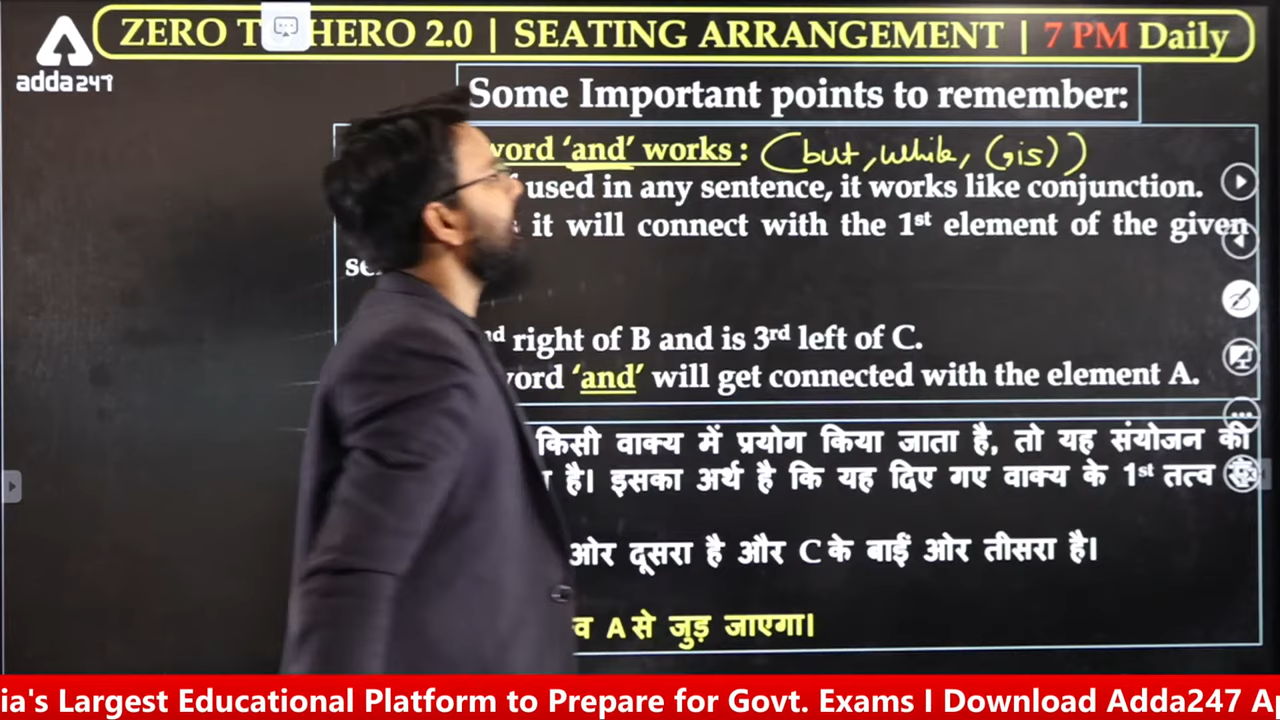 ZERO T HERO 2.0 | SEATING ARRANGEMENT | 7 PM Daily
adda247
Some Important points to remember:
word 'and' works : (but, while, (,is))
used in any sentence, it works like conjunction.
it will connect with the 1st element of the given
se
nd right of B and is 3rd left of C.
word 'and' will get connected with the element A.
किसी वाक्य में प्रयोग किया जाता है, तो यह संयोजन की
है। इसका अर्थ है कि यह दिए गए वाक्य के 1st तत्व से
ओर दूसरा है और C के बाईं ओर तीसरा है।
व A से जुड़ जाएगा।
ia's Largest Educational Platform to Prepare for Govt. Exams I Download Adda247 A